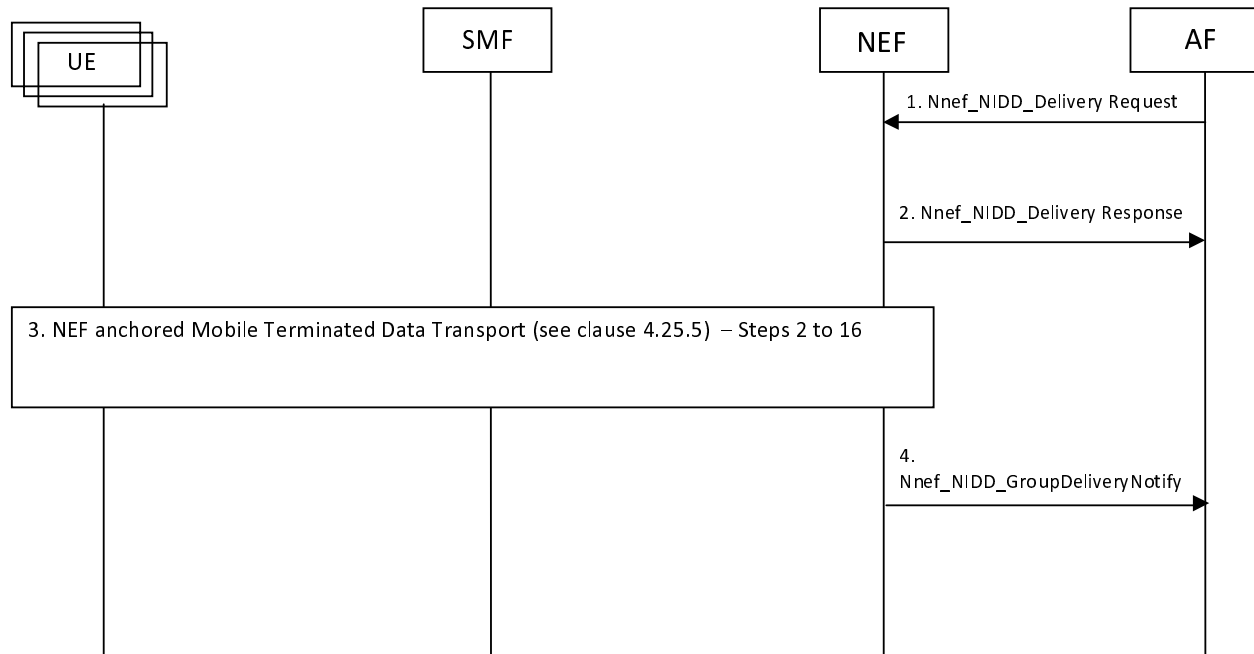 UE
SMF
NEF
AF
1. Nnef_NIDD_Delivery Request
2. Nnef_NIDD_Delivery Response
3. NEF anchored Mobile Terminated Data Transport (see clause 4.25.5) – Steps 2 to 16
4.
Nnef_NIDD_GroupDeliveryNotify